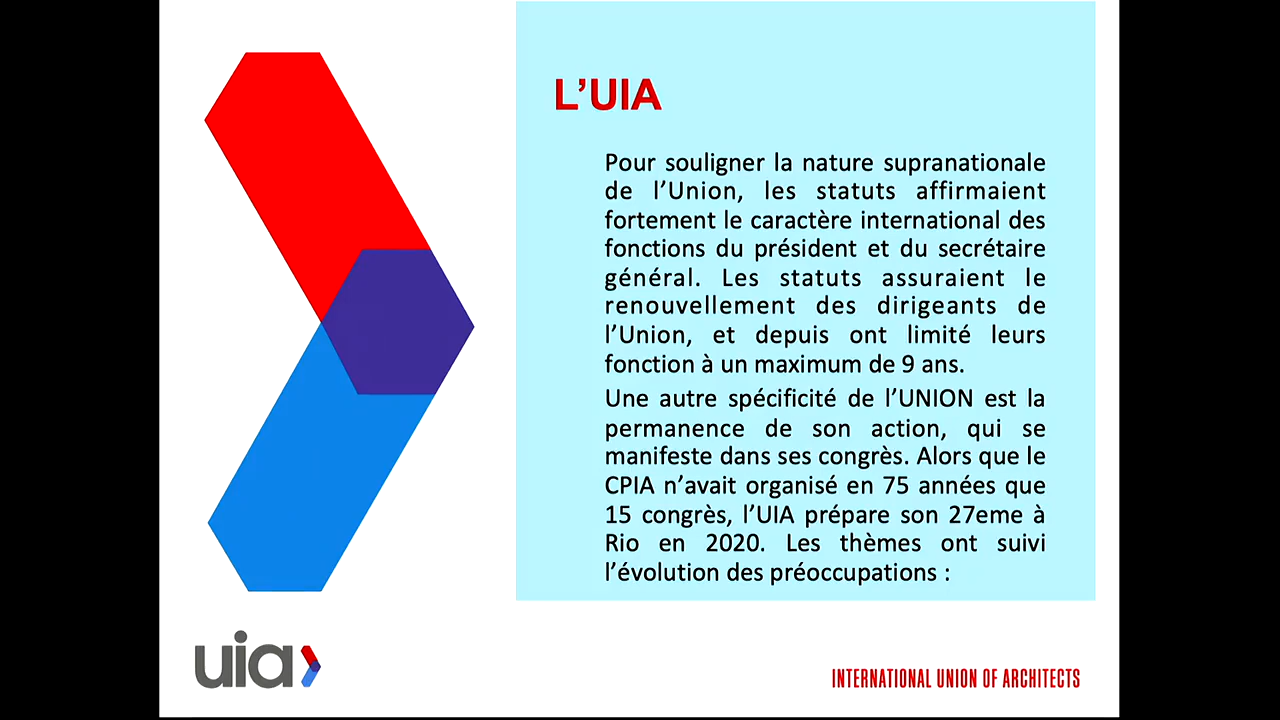 L’UIA
Pour souligner la nature supranationale
de l’Union, les statuts affirmaient
fortement le caractère international des
fonctions du président et du secrétaire
général. Les statuts assuraient le
renouvellement des dirigeants de
l’Union, et depuis ont limité leurs
fonction à un maximum de 9 ans.
Une autre spécificité de l’UNION est la
permanence de son action, qui se
manifeste dans ses congrès. Alors que le
CPIA n’avait organisé en 75 années que
15 congrès, l’UIA prépare son 27eme à
Rio en 2020. Les thèmes ont suivi
l’évolution des préoccupations :
uia
INTERNATIONAL UNION OF ARCHITECTS